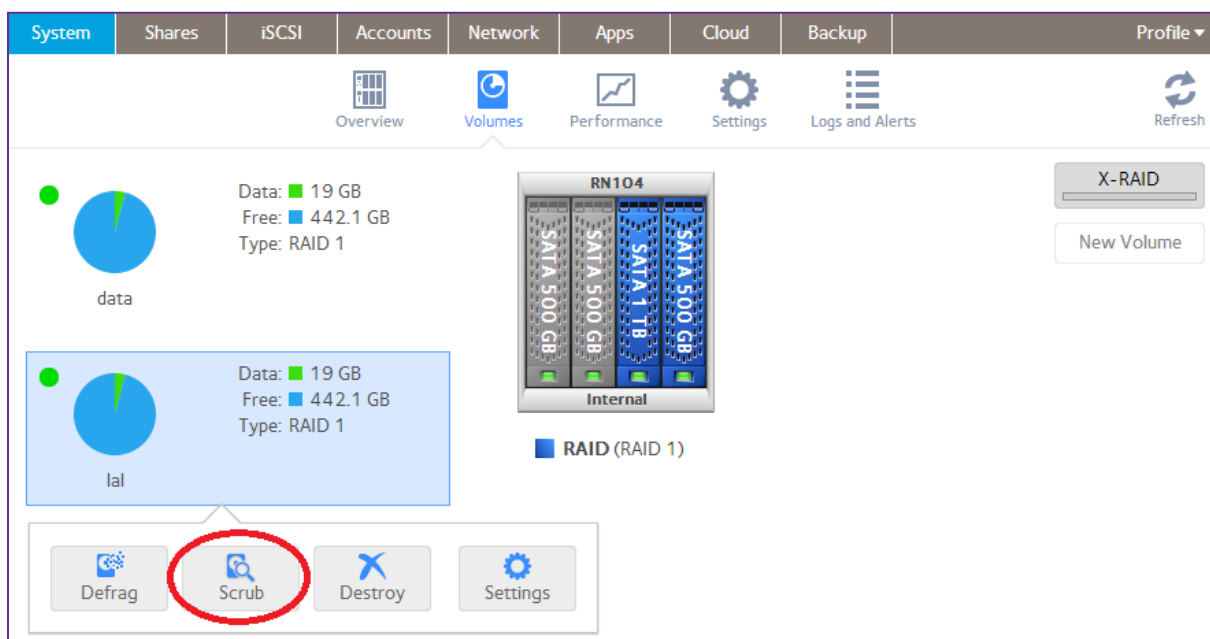 System Shares iSCSI Accounts Network Apps Cloud Backup Profile ▾
Overview Volumes Performance Settings Logs and Alerts Refresh
Data: 19 GB
Free: 442.1 GB
Type: RAID 1
data
RN104
SATA 500 GB
SATA 500 GB
SATA 1 TB
SATA 500 GB
Internal
RAID (RAID 1)
X-RAID
New Volume
Data: 19 GB
Free: 442.1 GB
Type: RAID 1
lal
Defrag Scrub Destroy Settings